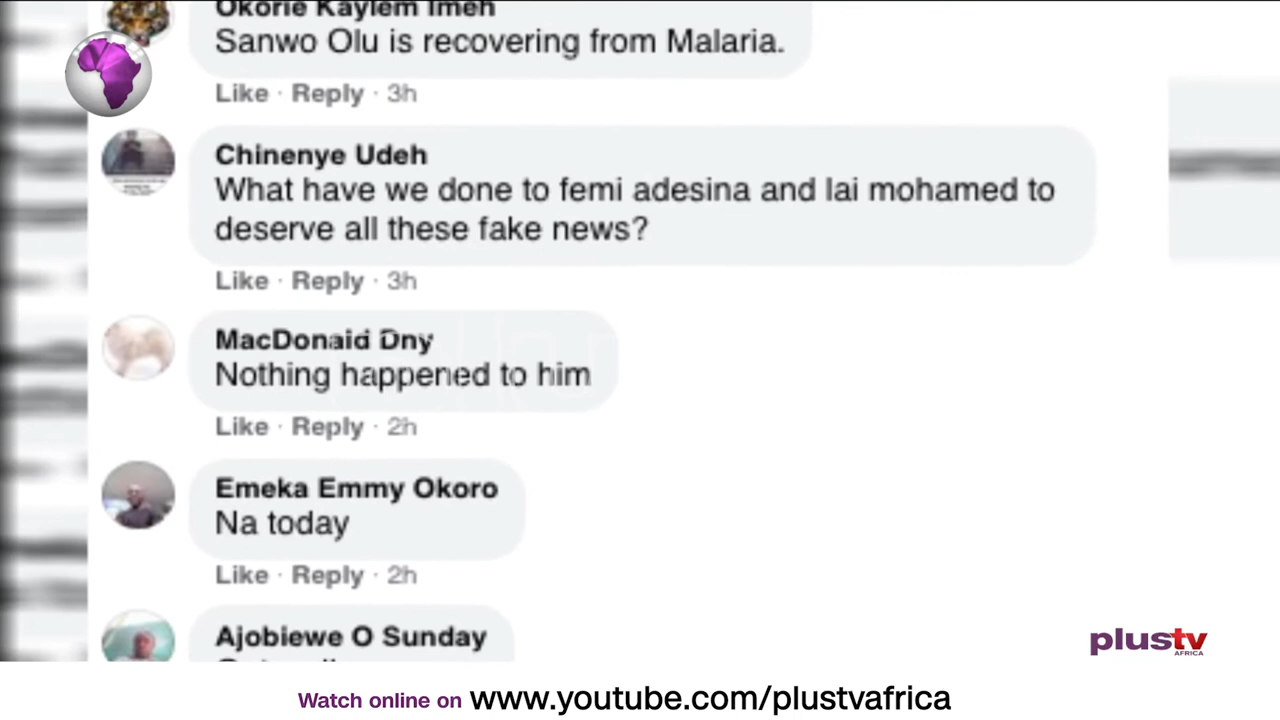 Okorie Kaylem Imeh
Sanwo Olu is recovering from Malaria.
Like · Reply · 3h
Chinenye Udeh
What have we done to femi adesina and lai mohamed to
deserve all these fake news?
Like · Reply · 3h
MacDonald Dny
Nothing happened to him
Like · Reply · 2h
Emeka Emmy Okoro
Na today
Like · Reply · 2h
Ajobiewe O Sunday
plustv
AFRICA
Watch online on www.youtube.com/plustvafrica